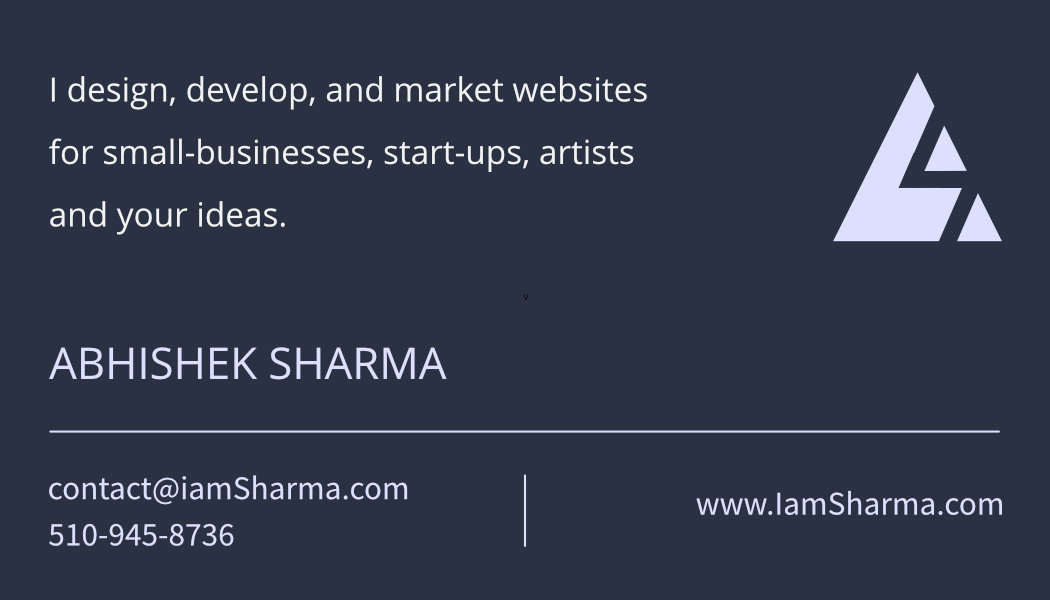 I design, develop, and market websites
for small-businesses, start-ups, artists
and your ideas.
v
ABHISHEK SHARMA
contact@iamSharma.com
510-945-8736
www.IamSharma.com